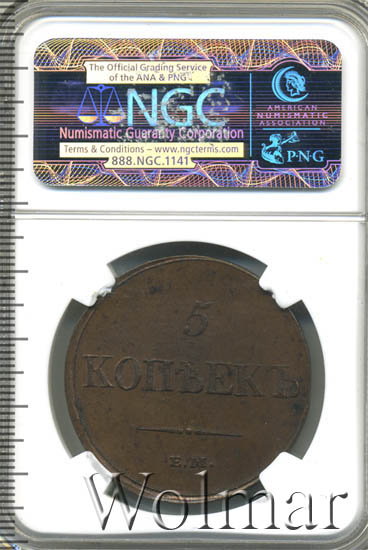 The Official Grading Service
of the ANA & PNG
NGC
Numismatic Guaranty Corporation
Terms & Conditions – www.ngcterms.com
888.NGC.1141
AMERICAN
NUMISMATIC
ASSOCIATION
P·N·G
5
КОПѢЕКЪ
Е.М.
Wolmar